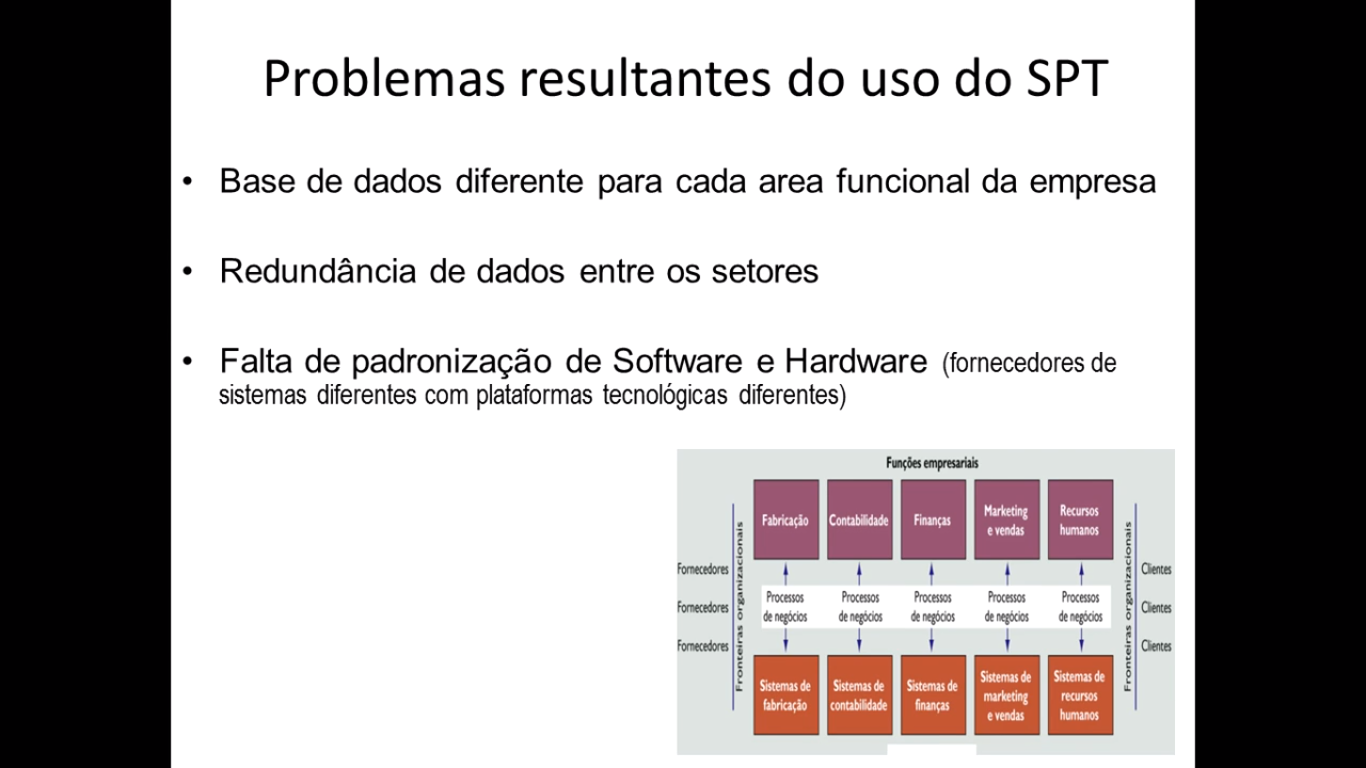 Problemas resultantes do uso do SPT
• Base de dados diferente para cada area funcional da empresa
• Redundância de dados entre os setores
• Falta de padronização de Software e Hardware (fornecedores de
sistemas diferentes com plataformas tecnológicas diferentes)
Funções empresariais
Fabricação
Contabilidade
Finanças
Marketing
e vendas
Recursos
humanos
Fronteiras organizacionais
Fornecedores
Fornecedores
Fornecedores
Processos
de negócios
Processos
de negócios
Processos
de negócios
Processos
de negócios
Processos
de negócios
Fronteiras organizacionais
Clientes
Clientes
Clientes
Sistemas de
fabricação
Sistemas de
contabilidade
Sistemas de
finanças
Sistemas de
marketing
e vendas
Sistemas de
recursos
humanos